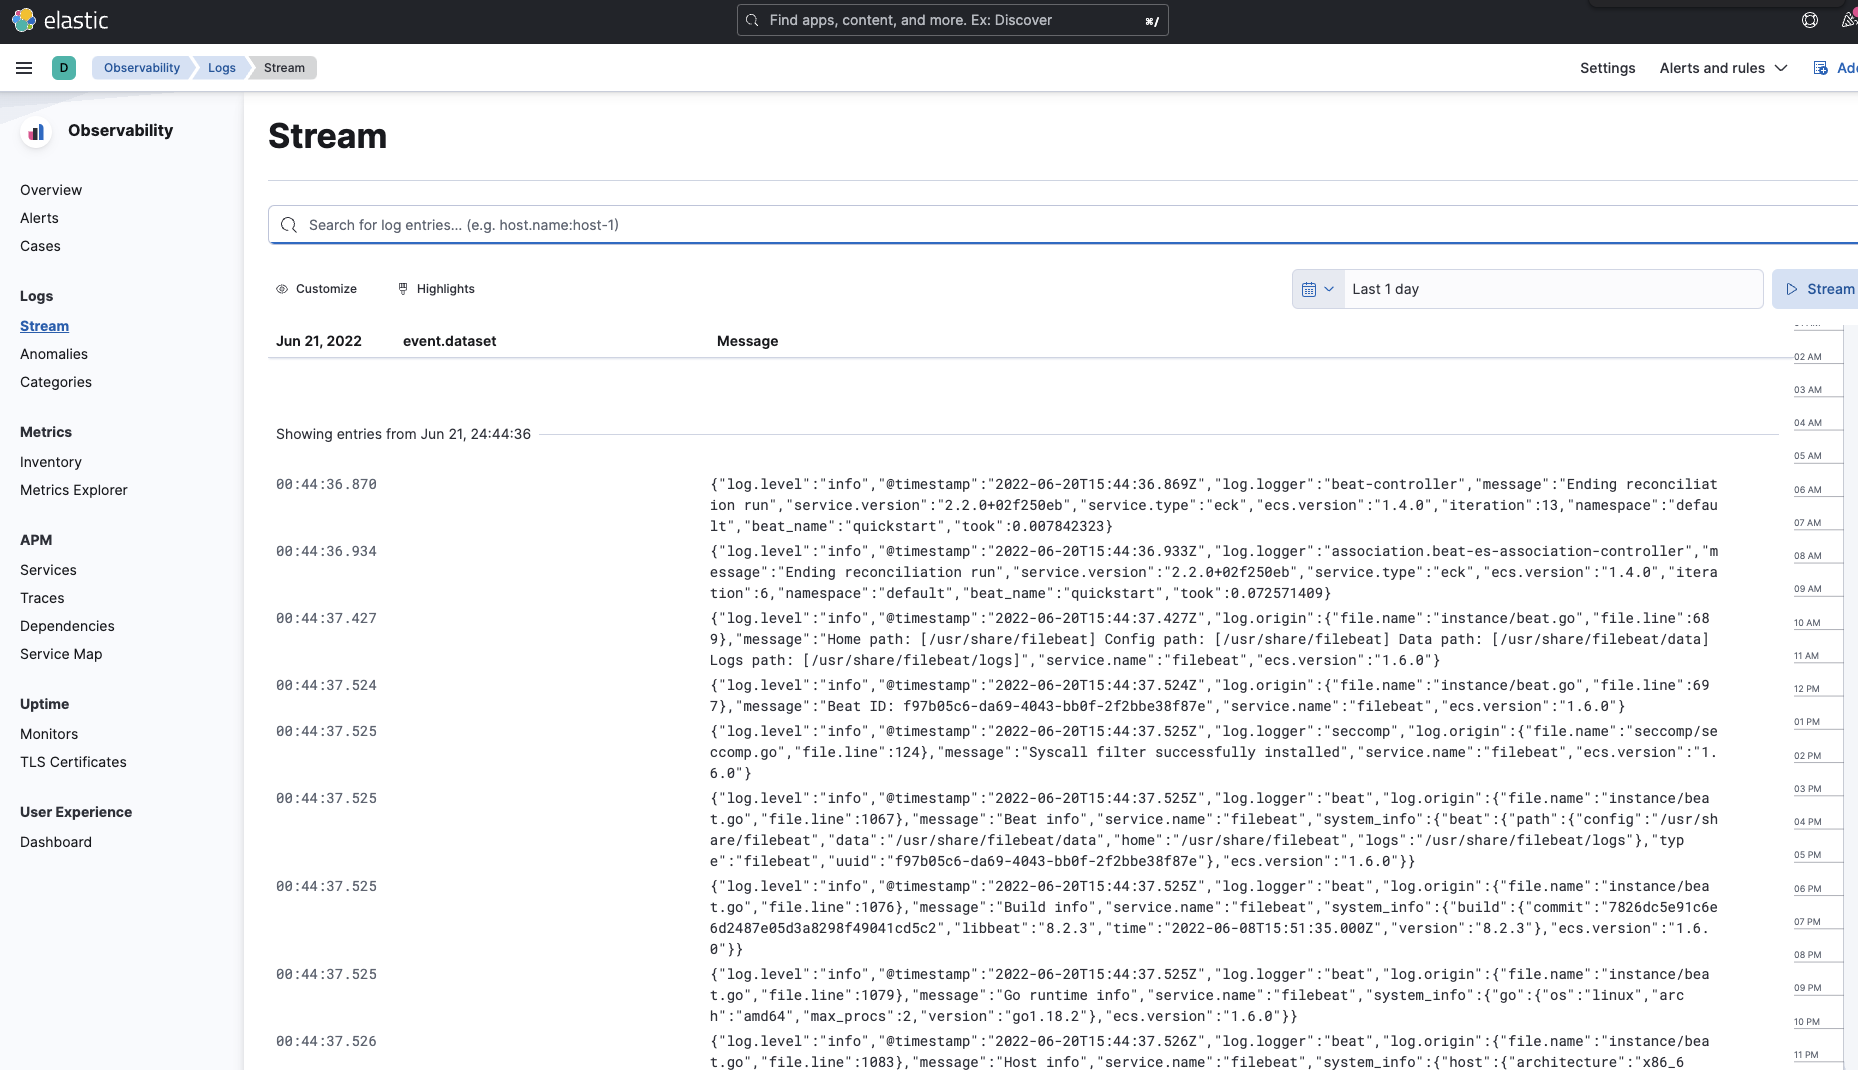 elastic
Find apps, content, and more. Ex: Discover
⌘/
D
Observability
Logs
Stream
Settings
Alerts and rules
Observability
Overview
Alerts
Cases
Logs
Stream
Anomalies
Categories
Metrics
Inventory
Metrics Explorer
APM
Services
Traces
Dependencies
Service Map
Uptime
Monitors
TLS Certificates
User Experience
Dashboard
Stream
Search for log entries... (e.g. host.name:host-1)
Customize
Highlights
Last 1 day
Stream
Jun 21, 2022
event.dataset
Message
Showing entries from Jun 21, 24:44:36
00:44:36.870
{"log.level":"info","@timestamp":"2022-06-20T15:44:36.869Z","log.logger":"beat-controller","message":"Ending reconciliat
ion run","service.version":"2.2.0+02f250eb","service.type":"eck","ecs.version":"1.4.0","iteration":13,"namespace":"defau
lt","beat_name":"quickstart","took":0.007842323}
00:44:36.934
{"log.level":"info","@timestamp":"2022-06-20T15:44:36.933Z","log.logger":"association.beat-es-association-controller","m
essage":"Ending reconciliation run","service.version":"2.2.0+02f250eb","service.type":"eck","ecs.version":"1.4.0","itera
tion":6,"namespace":"default","beat_name":"quickstart","took":0.072571409}
00:44:37.427
{"log.level":"info","@timestamp":"2022-06-20T15:44:37.427Z","log.origin":{"file.name":"instance/beat.go","file.line":68
9},"message":"Home path: [/usr/share/filebeat] Config path: [/usr/share/filebeat] Data path: [/usr/share/filebeat/data]
Logs path: [/usr/share/filebeat/logs]","service.name":"filebeat","ecs.version":"1.6.0"}
00:44:37.524
{"log.level":"info","@timestamp":"2022-06-20T15:44:37.524Z","log.origin":{"file.name":"instance/beat.go","file.line":69
7},"message":"Beat ID: f97b05c6-da69-4043-bb0f-2f2bbe38f87e","service.name":"filebeat","ecs.version":"1.6.0"}
00:44:37.525
{"log.level":"info","@timestamp":"2022-06-20T15:44:37.525Z","log.logger":"seccomp","log.origin":{"file.name":"seccomp/se
ccomp.go","file.line":124},"message":"Syscall filter successfully installed","service.name":"filebeat","ecs.version":"1.
6.0"}
00:44:37.525
{"log.level":"info","@timestamp":"2022-06-20T15:44:37.525Z","log.logger":"beat","log.origin":{"file.name":"instance/bea
t.go","file.line":1067},"message":"Beat info","service.name":"filebeat","system_info":{"beat":{"path":{"config":"/usr/sh
are/filebeat","data":"/usr/share/filebeat/data","home":"/usr/share/filebeat","logs":"/usr/share/filebeat/logs"},"typ
e":"filebeat","uuid":"f97b05c6-da69-4043-bb0f-2f2bbe38f87e"},"ecs.version":"1.6.0"}}
00:44:37.525
{"log.level":"info","@timestamp":"2022-06-20T15:44:37.525Z","log.logger":"beat","log.origin":{"file.name":"instance/bea
t.go","file.line":1076},"message":"Build info","service.name":"filebeat","system_info":{"build":{"commit":"7826dc5e91c6e
6d2487e05d3a8298f49041cd5c2","libbeat":"8.2.3","time":"2022-06-08T15:51:35.000Z","version":"8.2.3"},"ecs.version":"1.6.
0"}}
00:44:37.525
{"log.level":"info","@timestamp":"2022-06-20T15:44:37.525Z","log.logger":"beat","log.origin":{"file.name":"instance/bea
t.go","file.line":1079},"message":"Go runtime info","service.name":"filebeat","system_info":{"go":{"os":"linux","arc
h":"amd64","max_procs":2,"version":"go1.18.2"},"ecs.version":"1.6.0"}}
00:44:37.526
{"log.level":"info","@timestamp":"2022-06-20T15:44:37.526Z","log.logger":"beat","log.origin":{"file.name":"instance/bea
t.go","file.line":1083},"message":"Host info","service.name":"filebeat","system_info":{"host":{"architecture":"x86_6
02 AM
03 AM
04 AM
05 AM
06 AM
07 AM
08 AM
09 AM
10 AM
11 AM
12 PM
01 PM
02 PM
03 PM
04 PM
05 PM
06 PM
07 PM
08 PM
09 PM
10 PM
11 PM